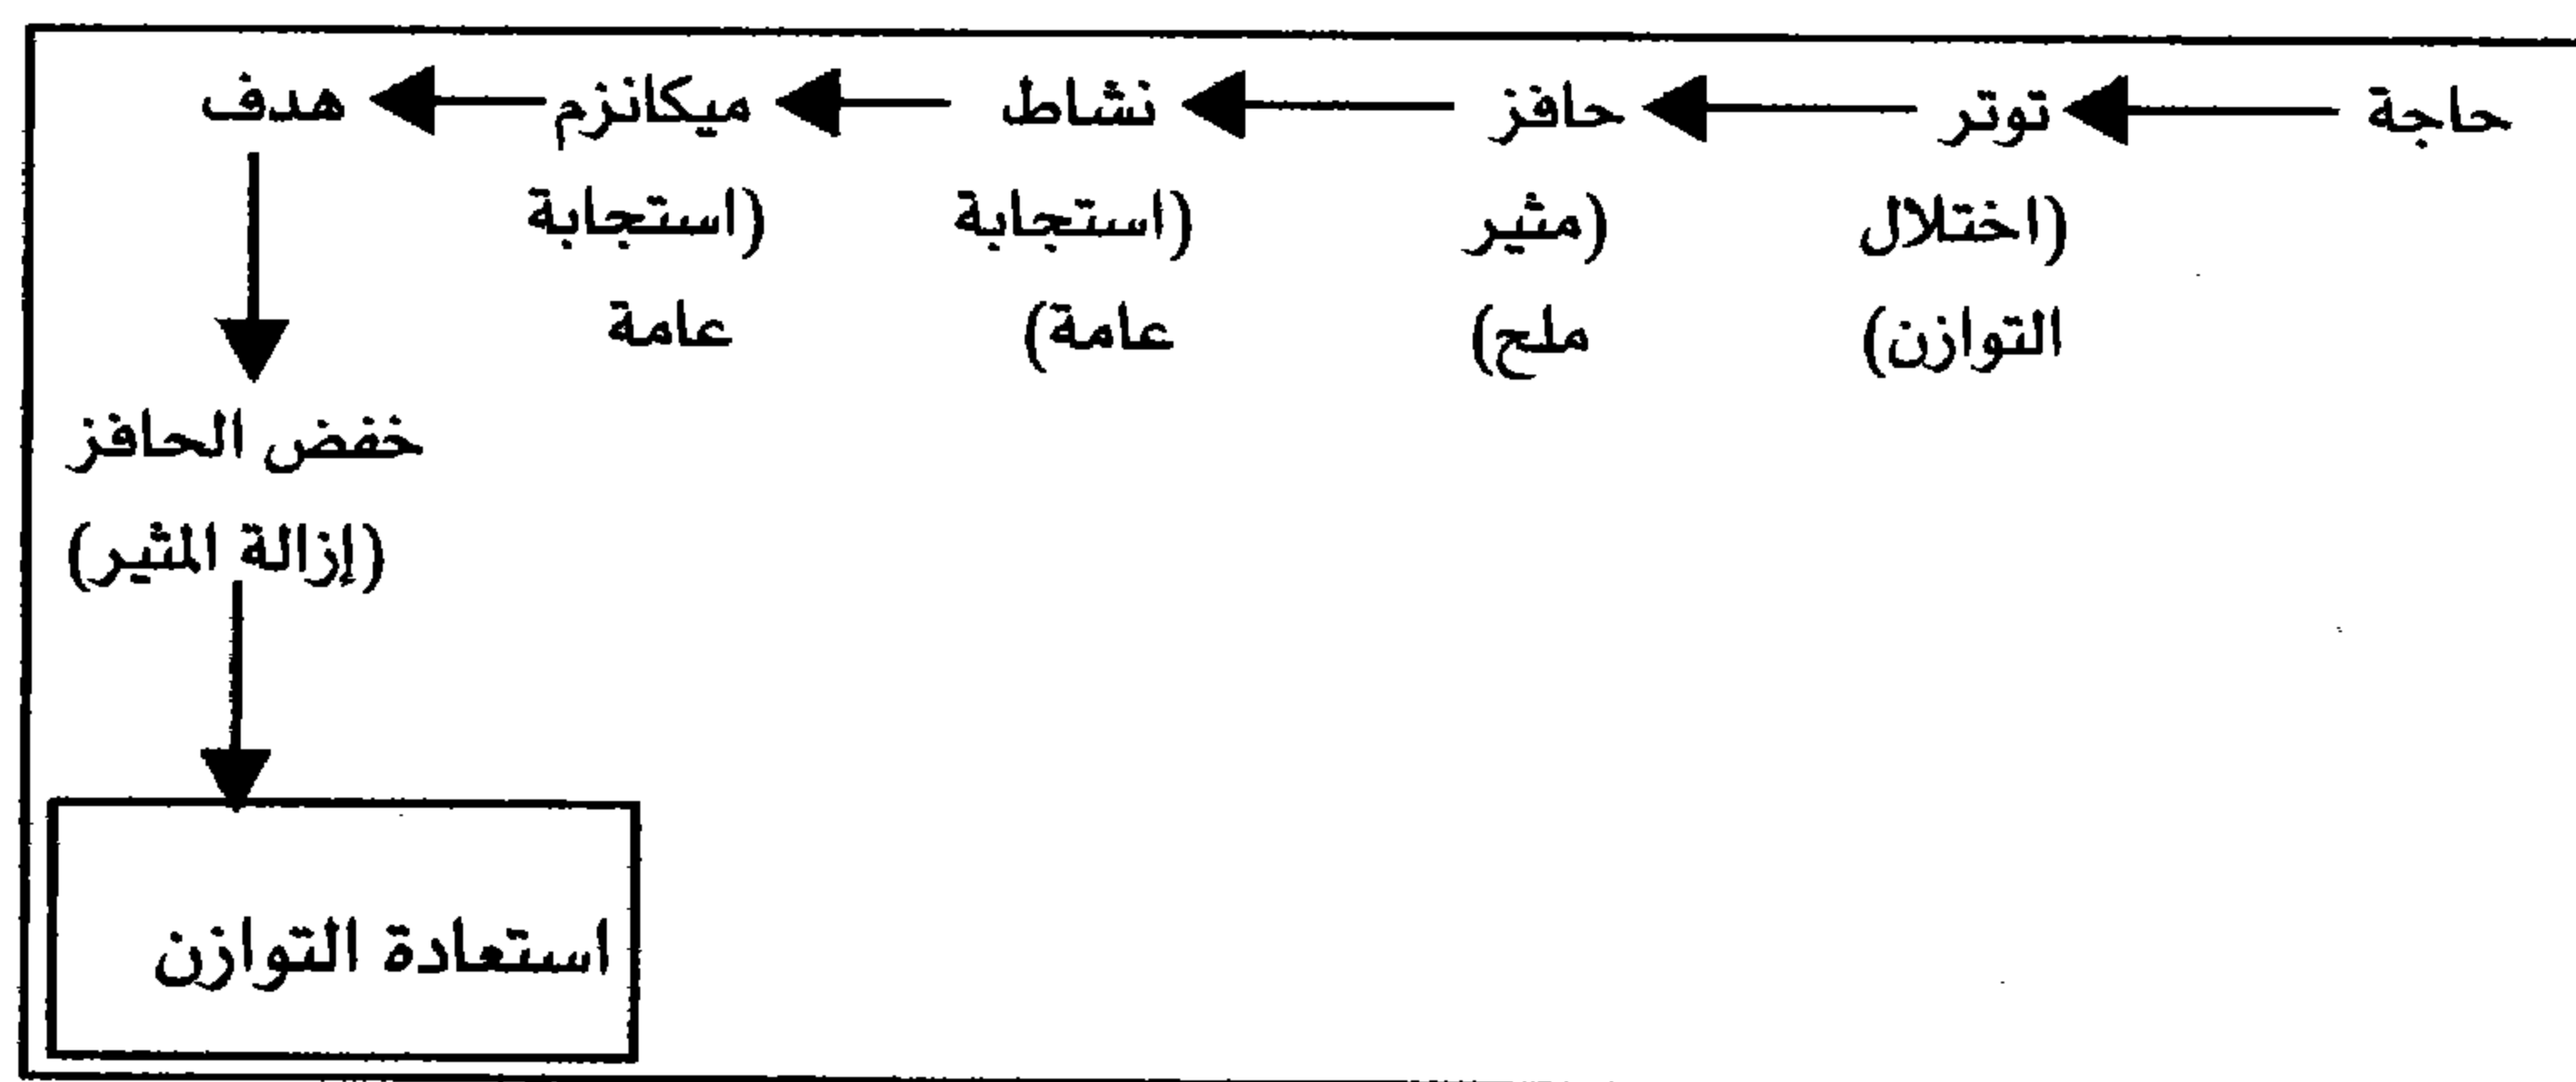 حاجة توتر حافز نشاط ميكانزم هدف
(اختلال (مثير (استجابة (استجابة
التوازن) ملح) عامة) عامة
خفض الحافز
(إزالة المثير)
استعادة التوازن